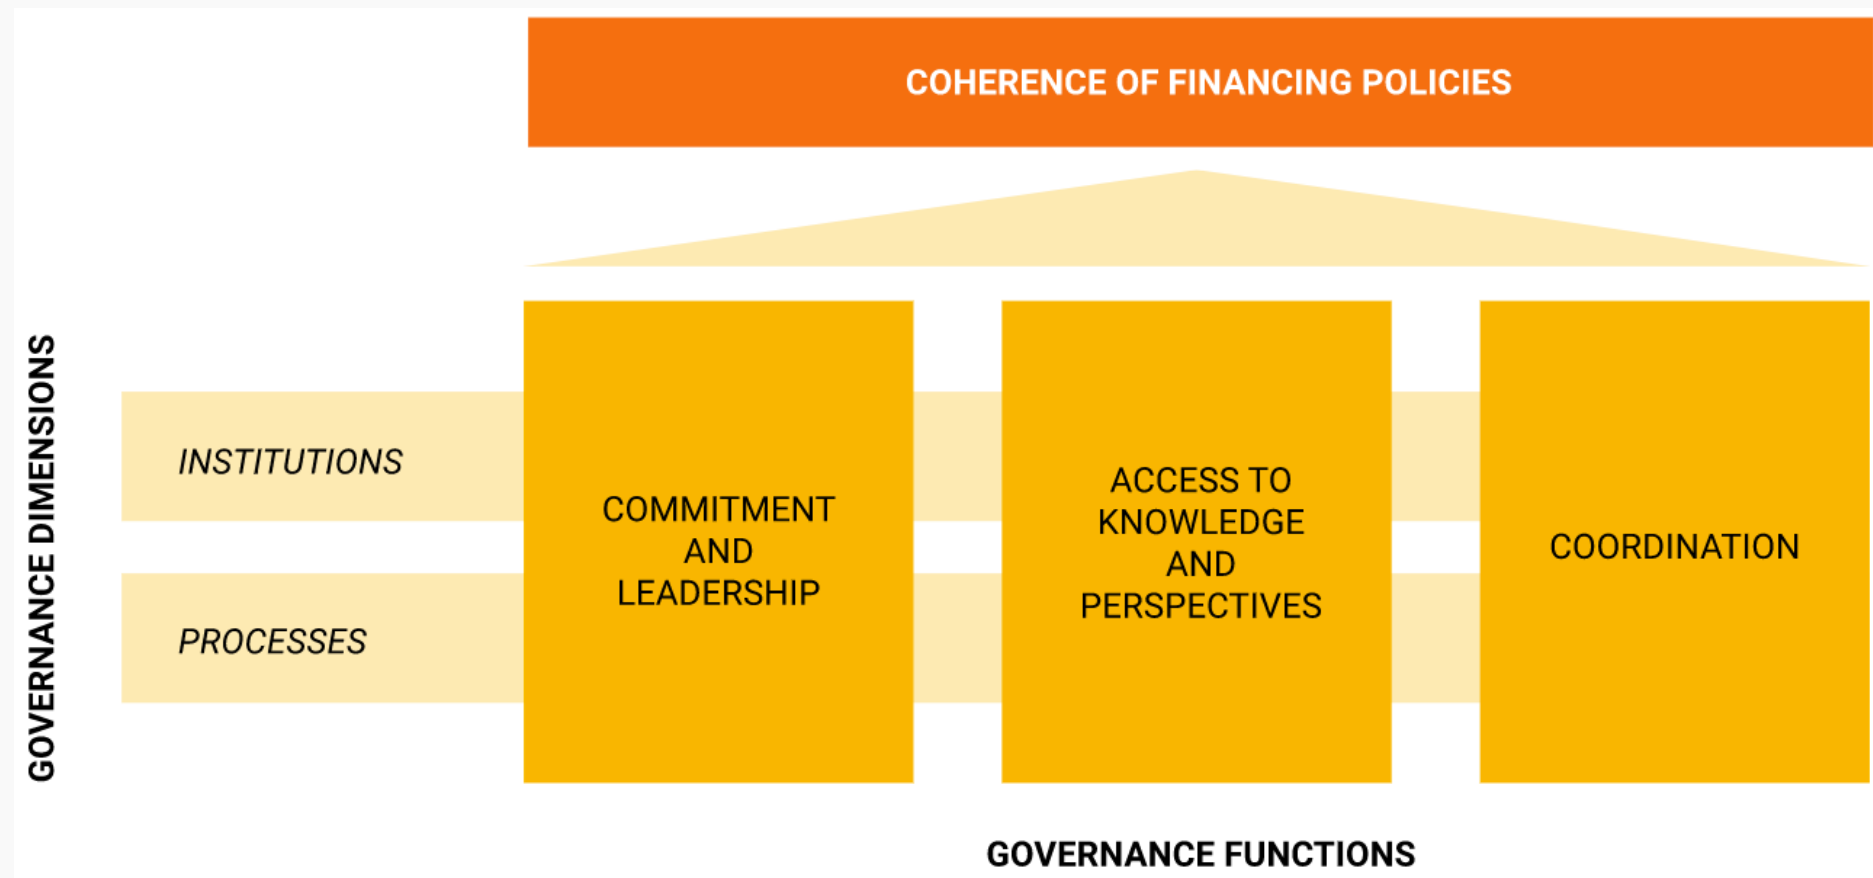 COHERENCE OF FINANCING POLICIES
GOVERNANCE DIMENSIONS
INSTITUTIONS
PROCESSES
COMMITMENT
AND
LEADERSHIP
ACCESS TO
KNOWLEDGE
AND
PERSPECTIVES
COORDINATION
GOVERNANCE FUNCTIONS